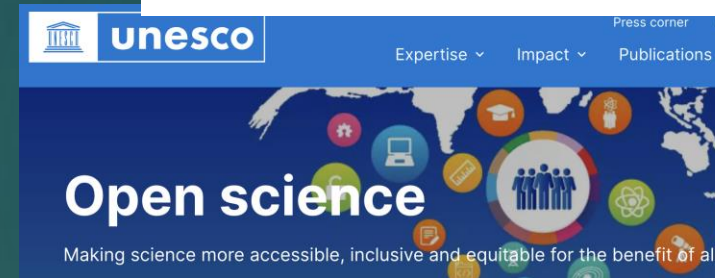 unesco
Press corner
Expertise Impact Publications
Open science
Making science more accessible, inclusive and equitable for the benefit of al